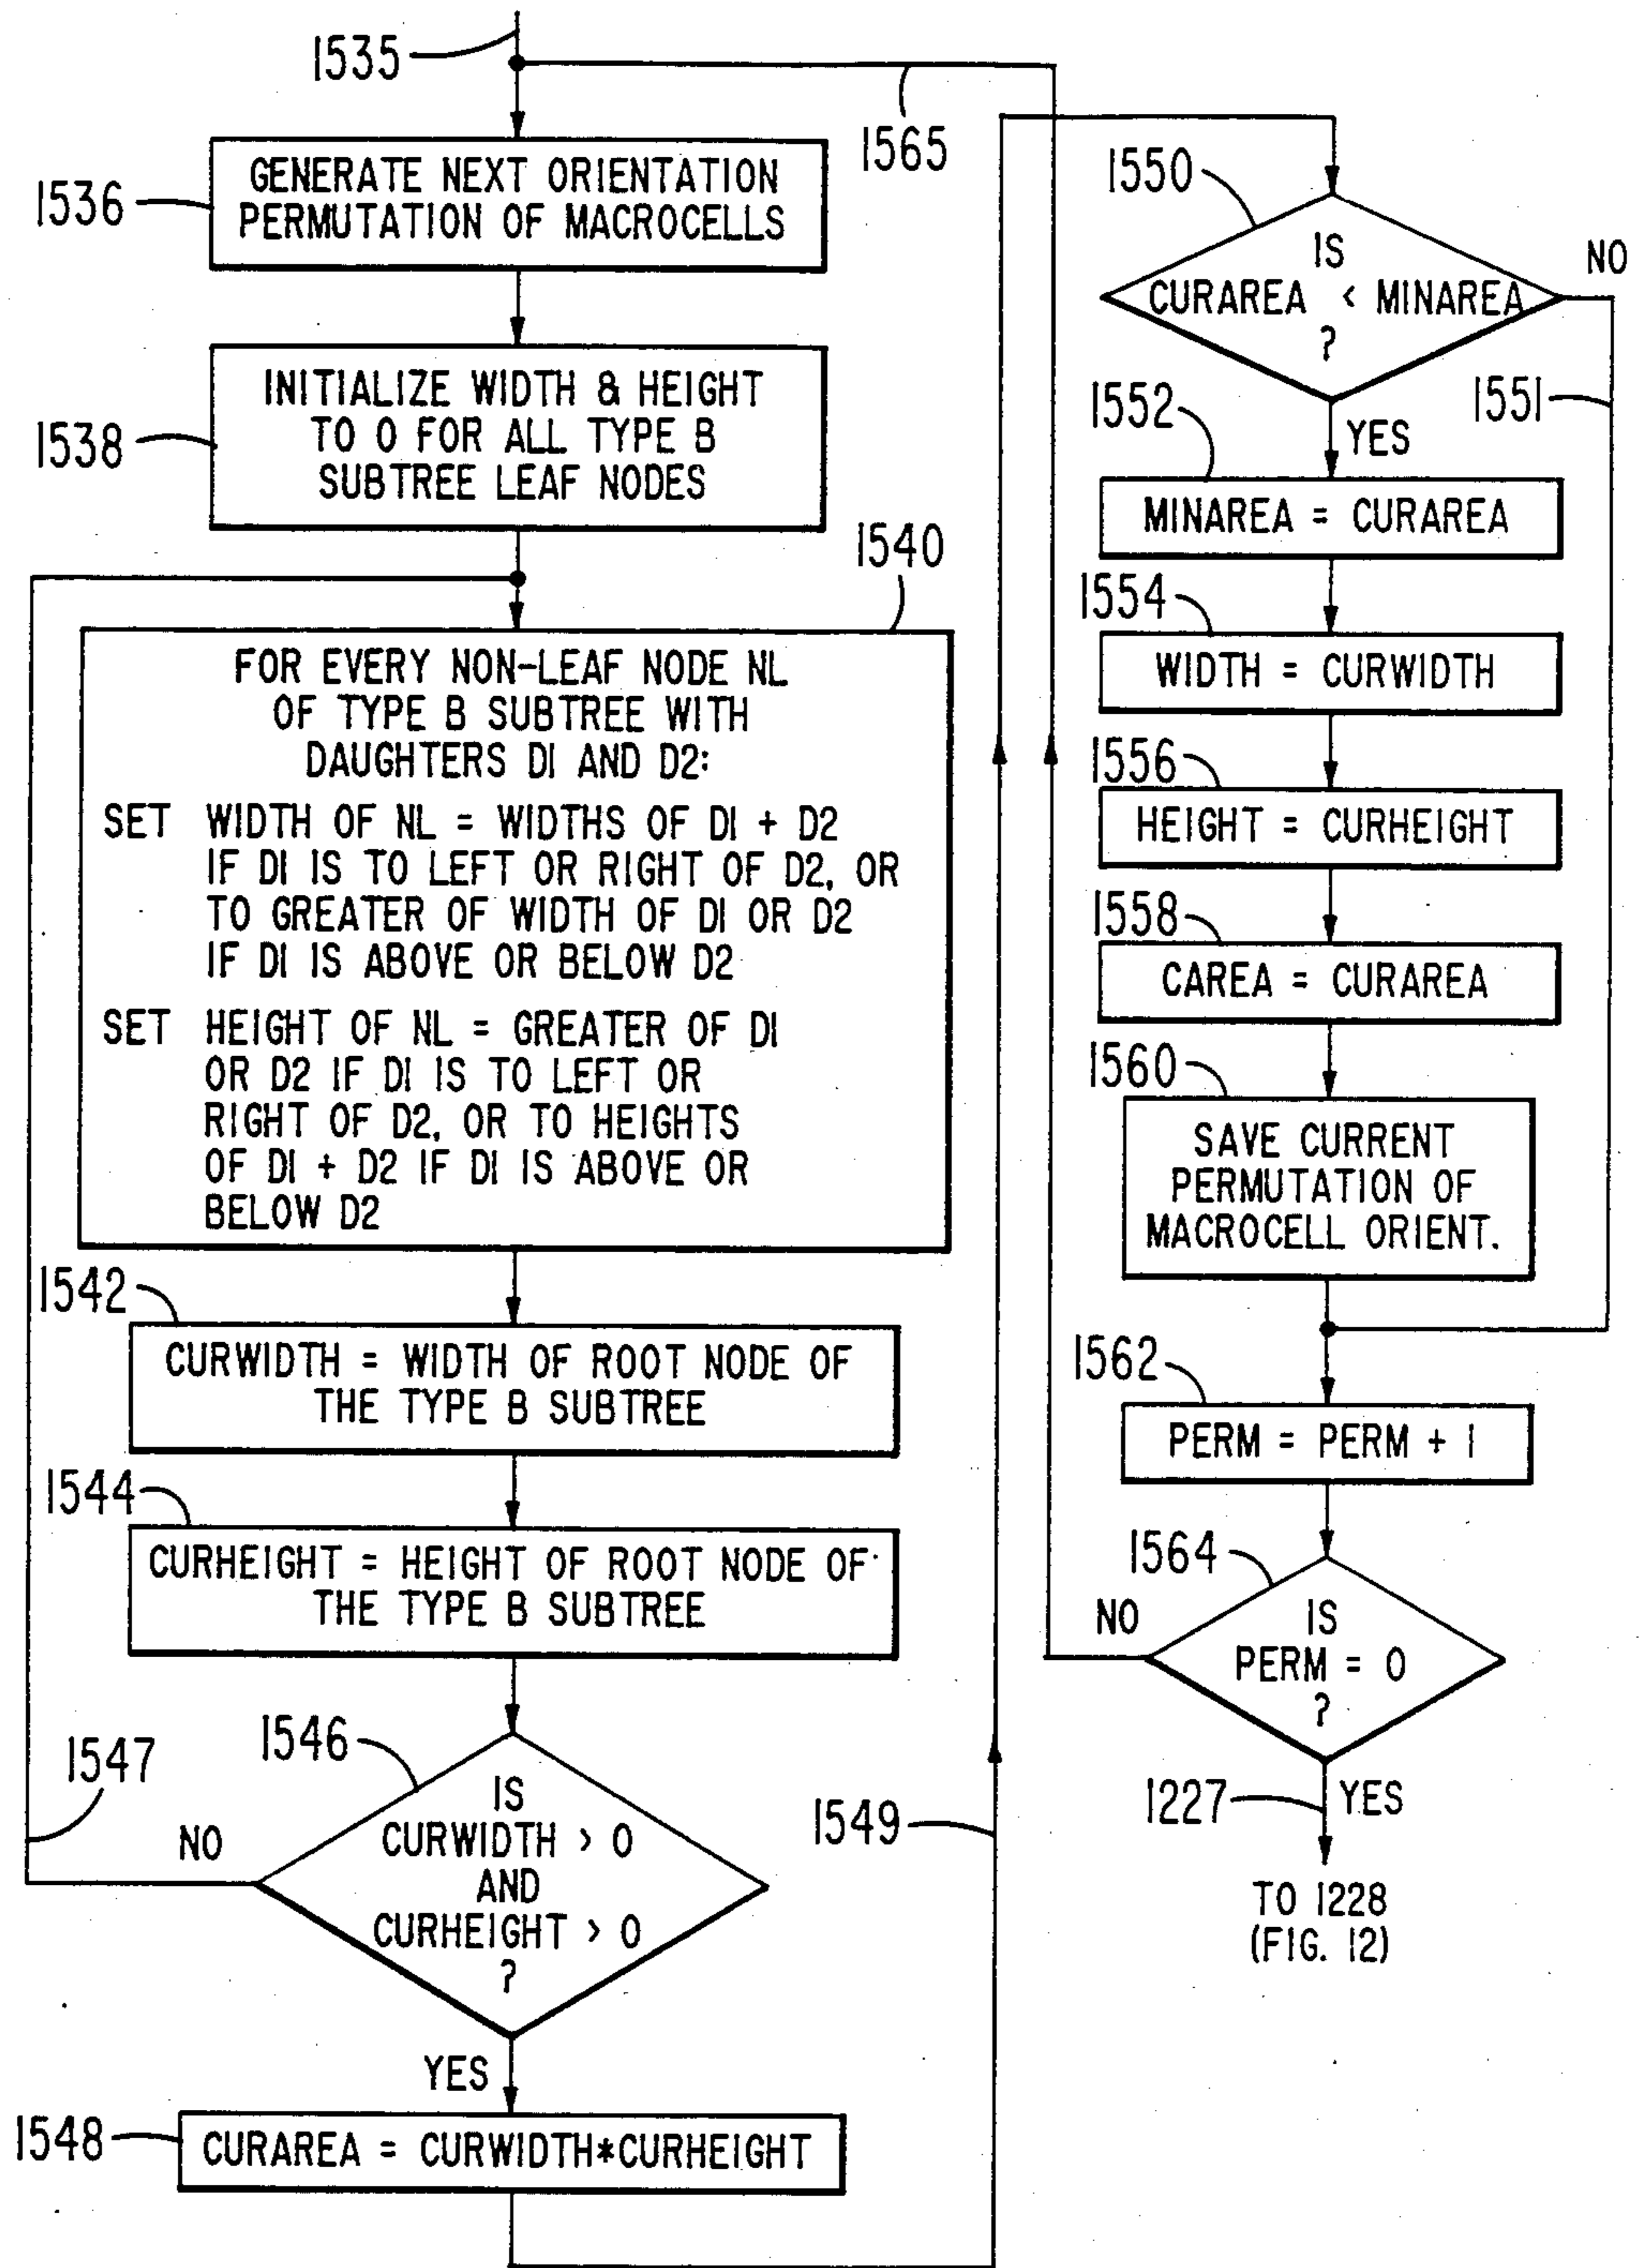 1535
1565
1536
GENERATE NEXT ORIENTATION
PERMUTATION OF MACROCELLS
1538
INITIALIZE WIDTH & HEIGHT
TO 0 FOR ALL TYPE B
SUBTREE LEAF NODES
1540
FOR EVERY NON-LEAF NODE NL
OF TYPE B SUBTREE WITH
DAUGHTERS D1 AND D2:
SET WIDTH OF NL = WIDTHS OF D1 + D2
IF D1 IS TO LEFT OR RIGHT OF D2, OR
TO GREATER OF WIDTH OF D1 OR D2
IF D1 IS ABOVE OR BELOW D2
SET HEIGHT OF NL = GREATER OF D1
OR D2 IF D1 IS TO LEFT OR
RIGHT OF D2, OR TO HEIGHTS
OF D1 + D2 IF D1 IS ABOVE OR
BELOW D2
1542
CURWIDTH = WIDTH OF ROOT NODE OF
THE TYPE B SUBTREE
1544
CURHEIGHT = HEIGHT OF ROOT NODE OF
THE TYPE B SUBTREE
1546
1547
NO
IS
CURWIDTH > 0
AND
CURHEIGHT > 0
?
YES
1548
CURAREA = CURWIDTH*CURHEIGHT
1549
1550
IS
CURAREA < MINAREA
?
NO
1551
YES
1552
MINAREA = CURAREA
1554
WIDTH = CURWIDTH
1556
HEIGHT = CURHEIGHT
1558
CAREA = CURAREA
1560
SAVE CURRENT
PERMUTATION OF
MACROCELL ORIENT.
1562
PERM = PERM + 1
1564
NO
IS
PERM = 0
?
1227
YES
TO 1228
(FIG. 12)